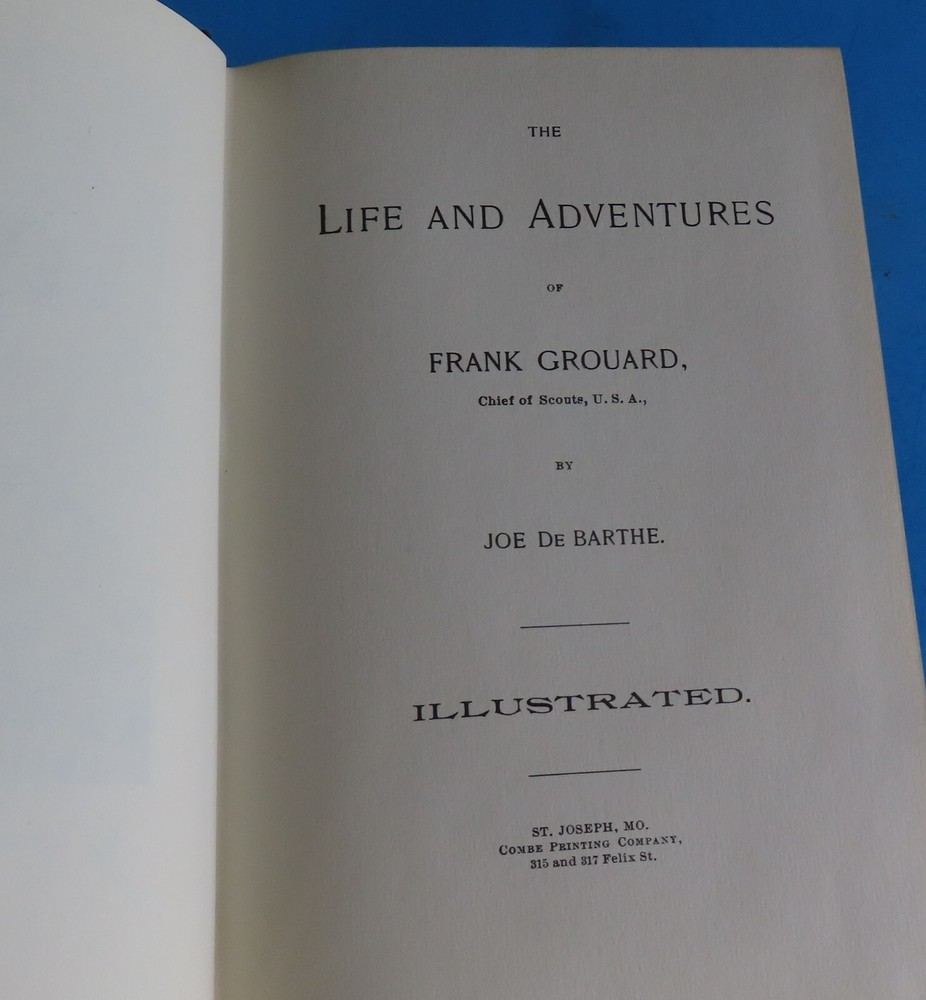 THE
LIFE AND ADVENTURES
OF
FRANK GROUARD,
Chief of Scouts, U. S. A.,
BY
JOE DE BARTHE.
ILLUSTRATED.
ST. JOSEPH, MO.
COMBE PRINTING COMPANY,
315 and 317 Felix St.